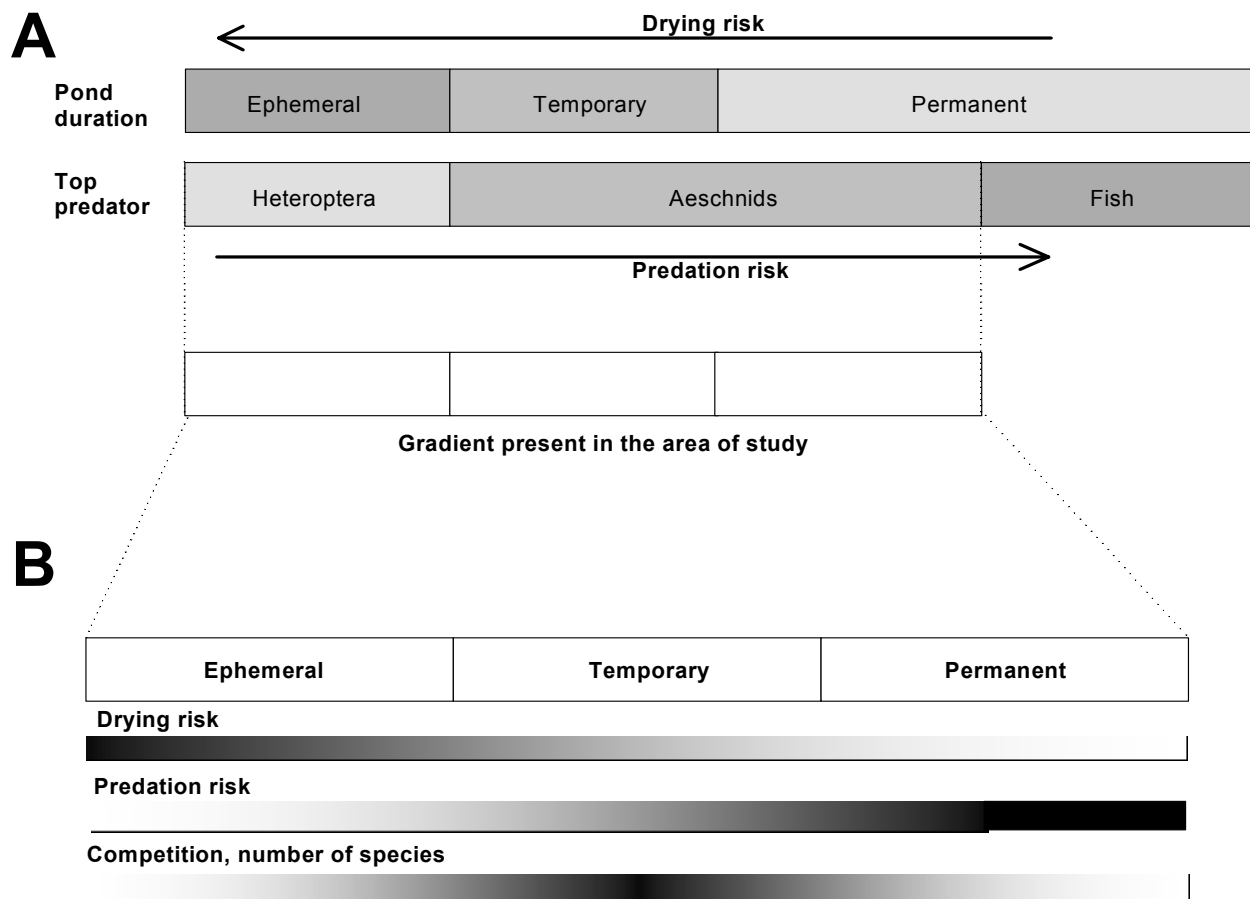 A
Drying risk
Pond
duration
Ephemeral
Temporary
Permanent
Top
predator
Heteroptera
Aeschnids
Fish
Predation risk
Gradient present in the area of study
B
Ephemeral
Temporary
Permanent
Drying risk
Predation risk
Competition, number of species